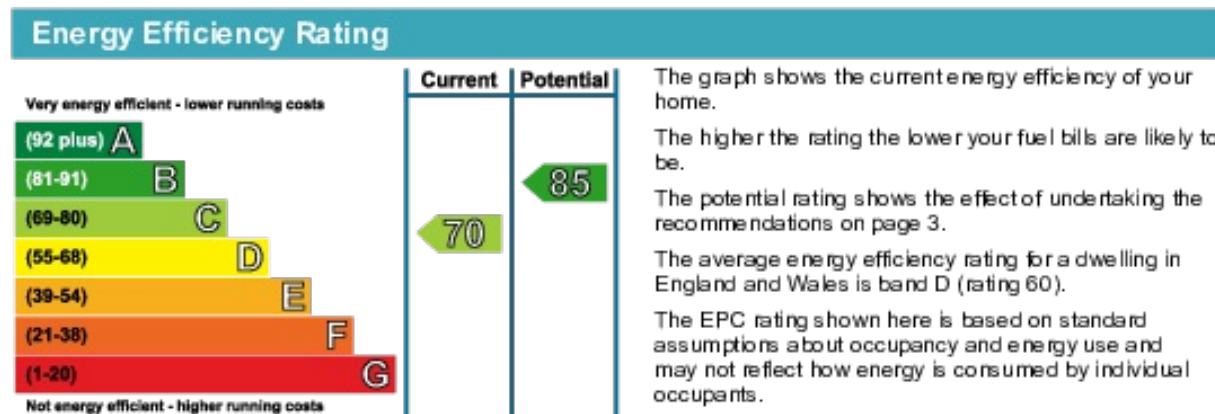 Energy Efficiency Rating
Current Potential
Very energy efficient - lower running costs
(92 plus) A
(81-91) B
85
(69-80) C
70
(55-68) D
(39-54) E
(21-38) F
(1-20) G
Not energy efficient - higher running costs
The graph shows the current energy efficiency of your
home.
The higher the rating the lower your fuel bills are likely to
be.
The potential rating shows the effect of undertaking the
recommendations on page 3.
The average energy efficiency rating for a dwelling in
England and Wales is band D (rating 60).
The EPC rating shown here is based on standard
assumptions about occupancy and energy use and
may not reflect how energy is consumed by individual
occupants.